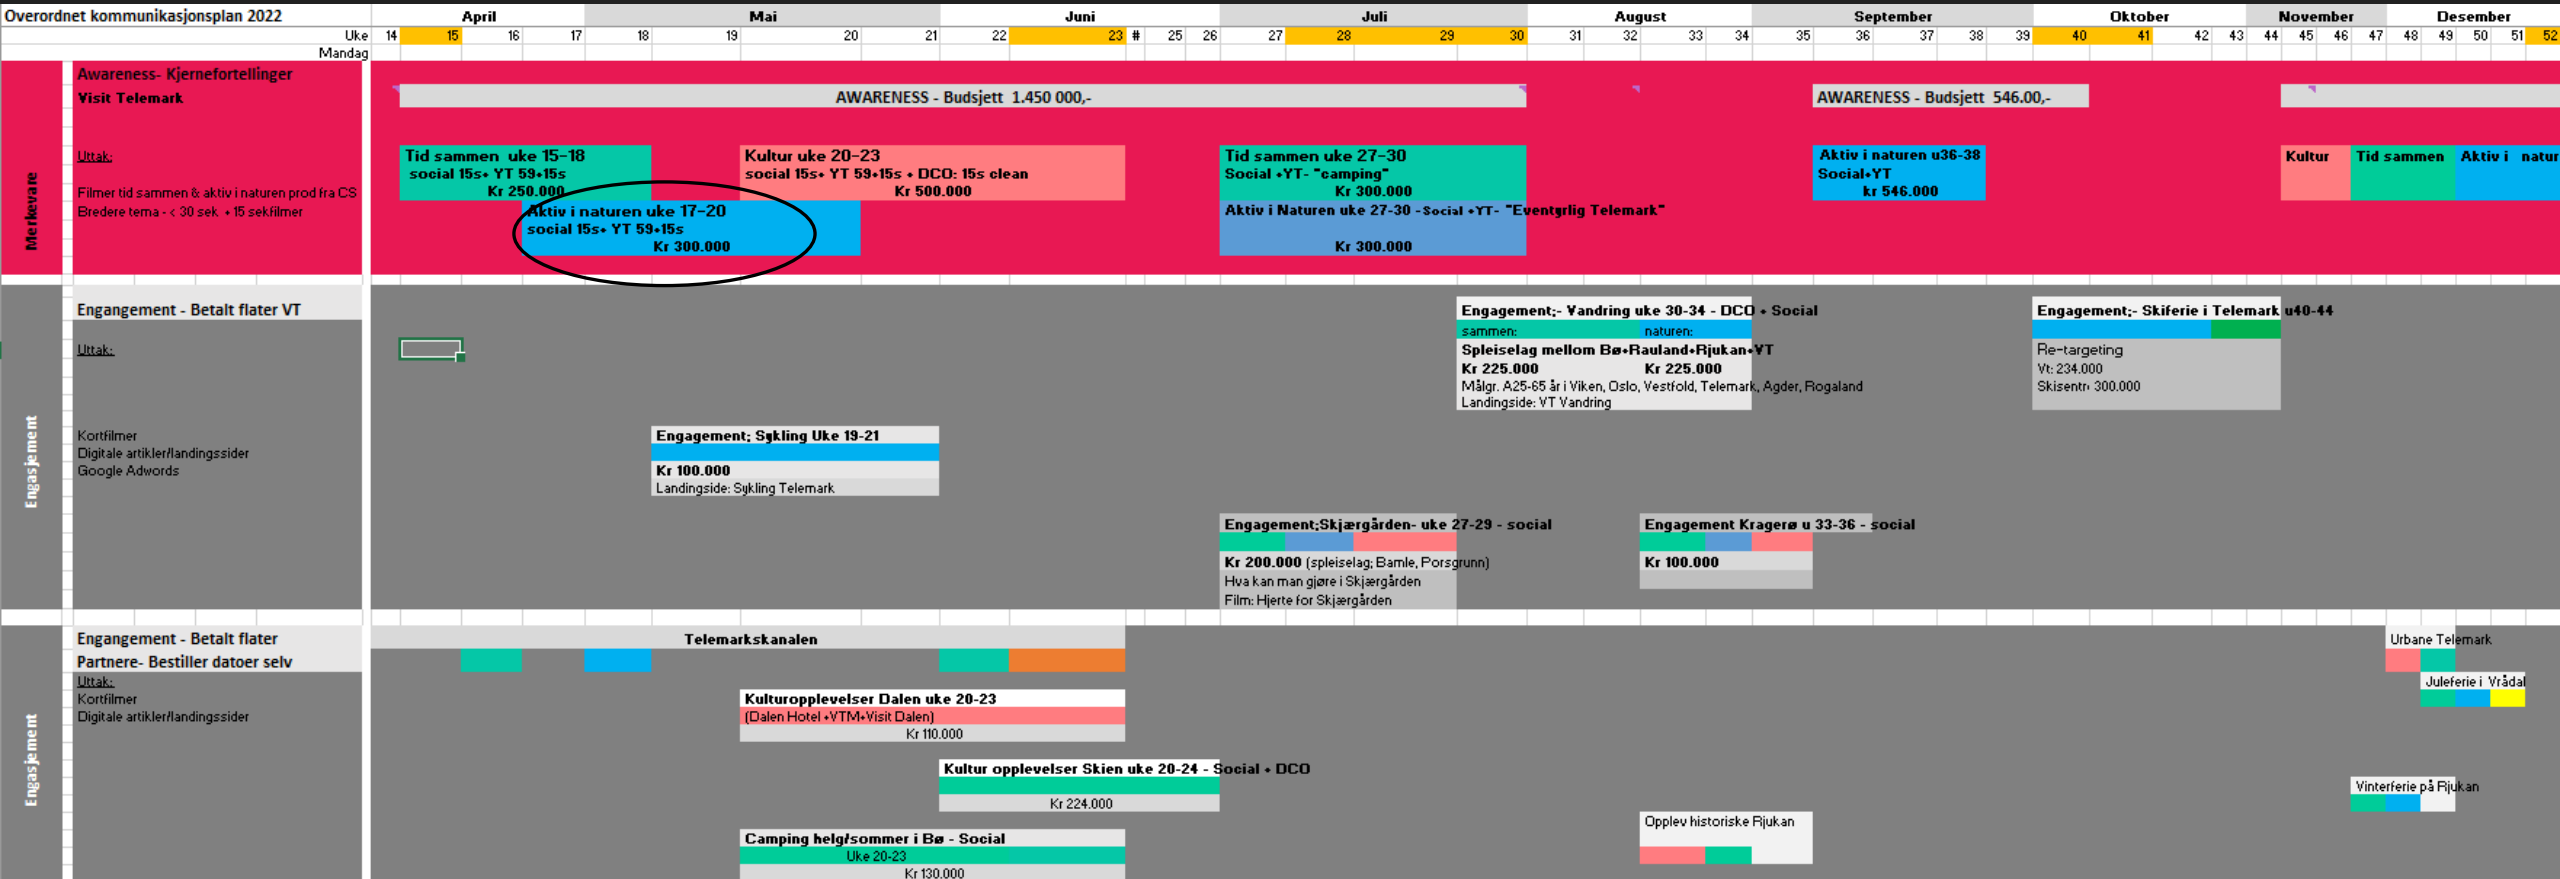 Overordnet kommunikasjonsplan 2022 April Mai Juni Juli August September Oktober November Desember
Uke 14 15 16 17 18 19 20 21 22 23 # 25 26 27 28 29 30 31 32 33 34 35 36 37 38 39 40 41 42 43 44 45 46 47 48 49 50 51 52
Mandag
Merkevare
Awareness- Kjernefortellinger
Visit Telemark
AWARENESS - Budsjett 1.450 000,-
AWARENESS - Budsjett 546.00,-
Uttak:
Filmer tid sammen & aktiv i naturen prod fra CS
Bredere tema - < 30 sek + 15 sekfilmer
Tid sammen uke 15-18
social 15s+ YT 59+15s
Kr 250.000
Kultur uke 20-23
social 15s+ YT 59+15s + DCO: 15s clean
Kr 500.000
Tid sammen uke 27-30
Social +YT- "camping"
Kr 300.000
Aktiv i naturen u36-38
Social+YT
kr 546.000
Kultur
Tid sammen
Aktiv i natur
Aktiv i naturen uke 17-20
social 15s+ YT 59+15s
Kr 300.000
Aktiv i Naturen uke 27-30 -Social +YT- "Eventyrlig Telemark"
Kr 300.000
Engasjement
Engangement - Betalt flater VT
Uttak:
Kortfilmer
Digitale artikler/landingssider
Google Adwords
Engagement;- Vandring uke 30-34 - DCO + Social
sammen: naturen:
Spleiselag mellom Bø+Rauland+Rjukan+VT
Kr 225.000 Kr 225.000
Målgr. A25-65 år i Viken, Oslo, Vestfold, Telemark, Agder, Rogaland
Landingside: VT Vandring
Engagement;- Skiferie i Telemark u40-44
Re-targeting
Vt: 234.000
Skisentr: 300.000
Engagement; Sykling Uke 19-21
Kr 100.000
Landingside: Sykling Telemark
Engagement;Skjærgården- uke 27-29 - social
Kr 200.000 (spleiselag; Bamle, Porsgrunn)
Hva kan man gjøre i Skjærgården
Film: Hjerte for Skjærgården
Engagement Kragerø u 33-36 - social
Kr 100.000
Engasjement
Engangement - Betalt flater
Partnere- Bestiller datoer selv
Uttak:
Kortfilmer
Digitale artikler/landingssider
Telemarkskanalen
Kulturopplevelser Dalen uke 20-23
(Dalen Hotel +VTM+Visit Dalen)
Kr 110.000
Kultur opplevelser Skien uke 20-24 - Social + DCO
Kr 224.000
Camping helg/sommer i Bø - Social
Uke 20-23
Kr 130.000
Opplev historiske Rjukan
Urbane Telemark
Juleferie i Vrådal
Vinterferie på Rjukan